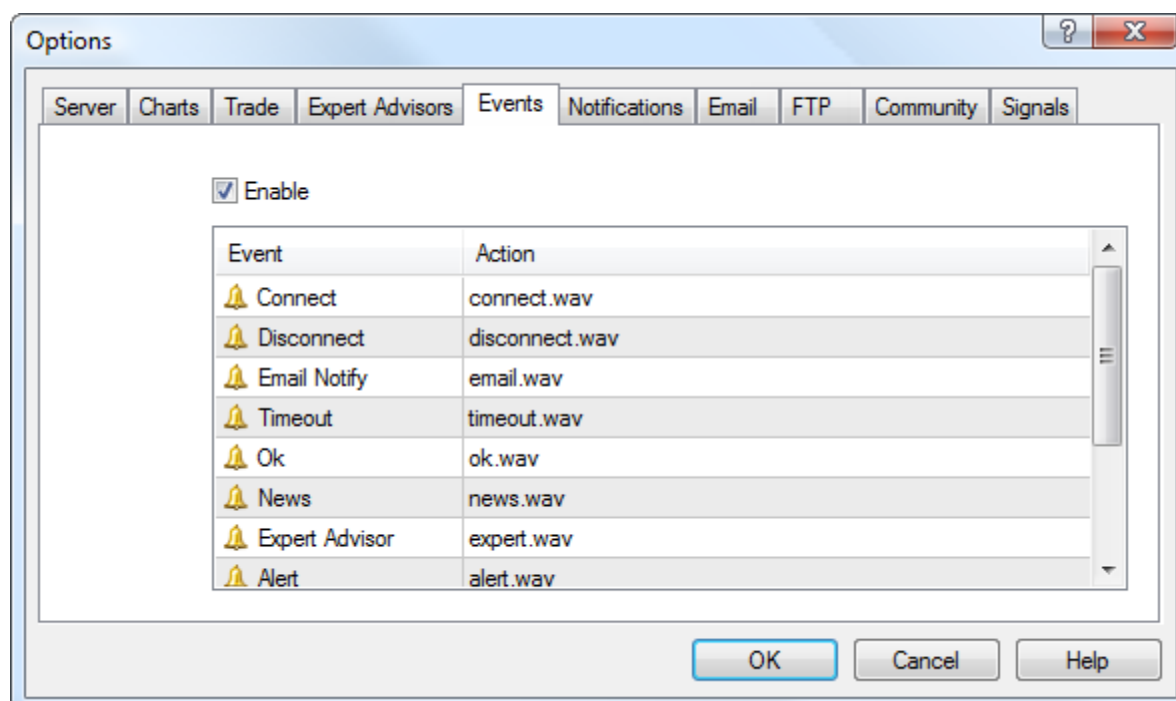 Options
Server Charts Trade Expert Advisors Events Notifications Email FTP Community Signals
Enable
Event Action
Connect connect.wav
Disconnect disconnect.wav
Email Notify email.wav
Timeout timeout.wav
Ok ok.wav
News news.wav
Expert Advisor expert.wav
Alert alert.wav
OK Cancel Help